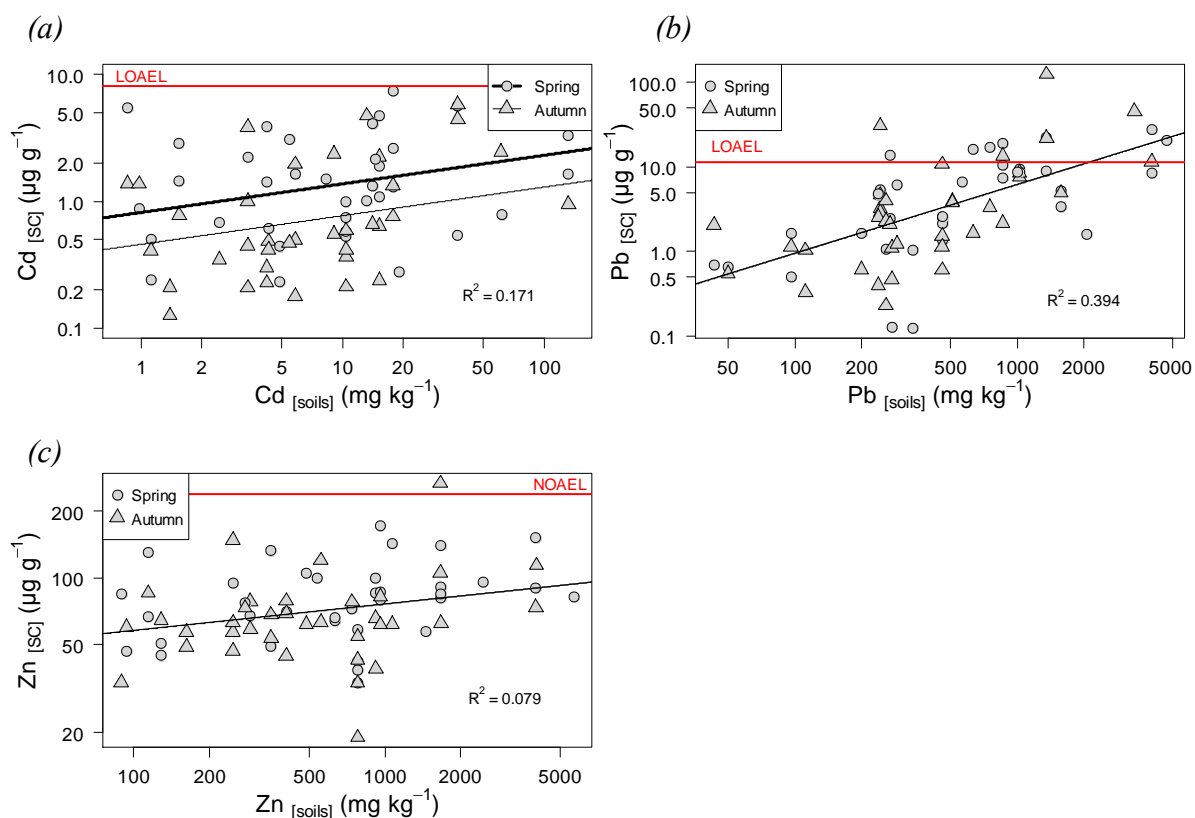 (a)
Cd [SC] (µg g−1)
10.0
5.0
2.0
1.0
0.5
0.2
0.1
LOAEL
Spring
Autumn
R2 = 0.171
1 2 5 10 20 50 100
Cd [soils] (mg kg−1)
(b)
Pb [SC] (µg g−1)
100.0
50.0
10.0
5.0
1.0
0.5
0.1
Spring
Autumn
LOAEL
R2 = 0.394
50 100 200 500 1000 2000 5000
Pb [soils] (mg kg−1)
(c)
Zn [SC] (µg g−1)
200
100
50
20
Spring
Autumn
NOAEL
R2 = 0.079
100 200 500 1000 2000 5000
Zn [soils] (mg kg−1)